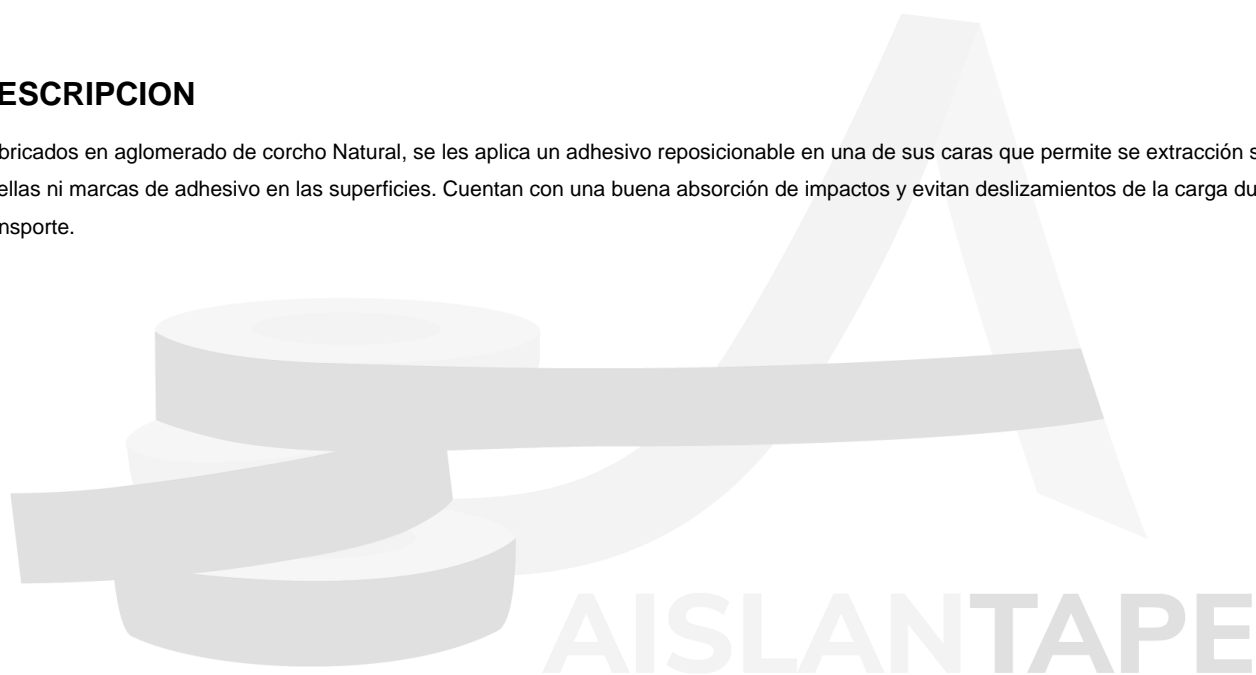 ESCRIPCION
bricados en aglomerado de corcho Natural, se les aplica un adhesivo reposicionable en una de sus caras que permite se extracción s
ellas ni marcas de adhesivo en las superficies. Cuentan con una buena absorción de impactos y evitan deslizamientos de la carga du
nsporte.
AISLANTAPE